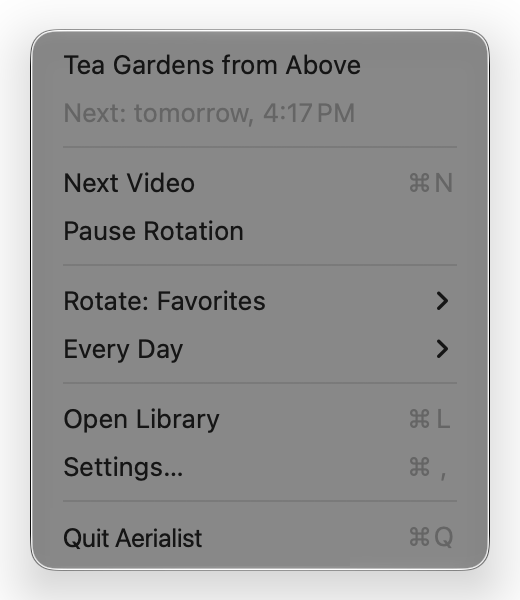 Tea Gardens from Above
Next: tomorrow, 4:17 PM
Next Video ⌘N
Pause Rotation
Rotate: Favorites
Every Day
Open Library ⌘L
Settings... ⌘,
Quit Aerialist ⌘Q